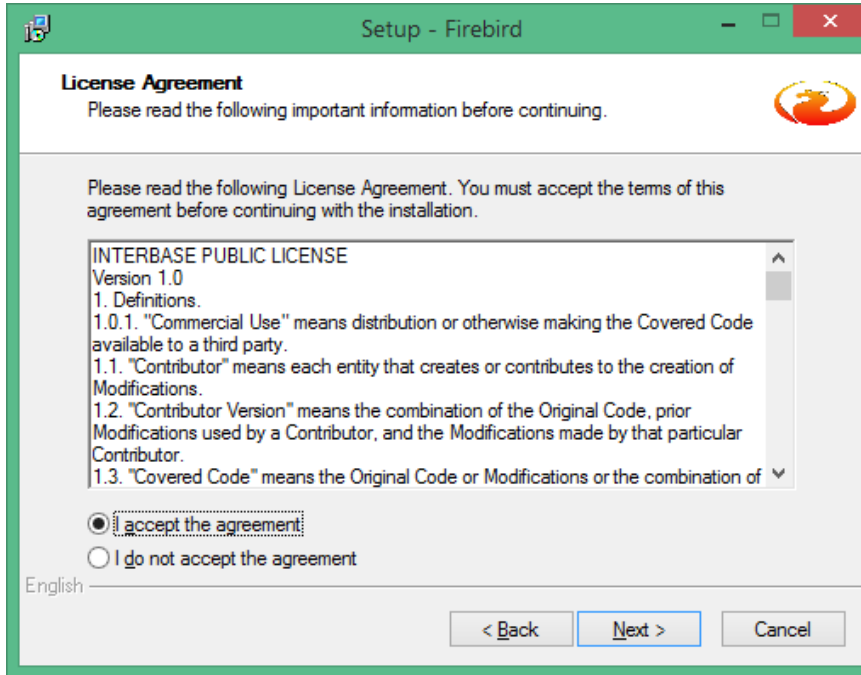 Setup - Firebird
License Agreement
Please read the following important information before continuing.
Please read the following License Agreement. You must accept the terms of this
agreement before continuing with the installation.
INTERBASE PUBLIC LICENSE
Version 1.0
1. Definitions.
1.0.1. "Commercial Use" means distribution or otherwise making the Covered Code
available to a third party.
1.1. "Contributor" means each entity that creates or contributes to the creation of
Modifications.
1.2. "Contributor Version" means the combination of the Original Code, prior
Modifications used by a Contributor, and the Modifications made by that particular
Contributor.
1.3. "Covered Code" means the Original Code or Modifications or the combination of
I accept the agreement
I do not accept the agreement
English
< Back Next > Cancel